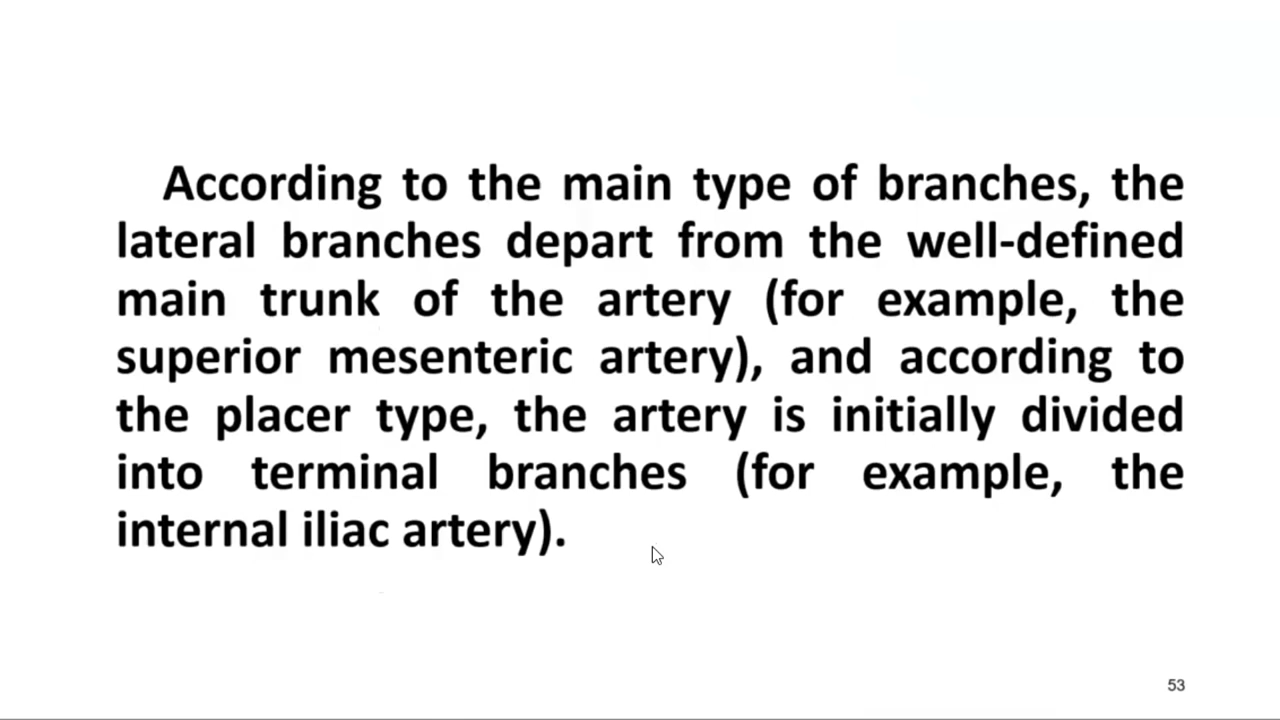 According to the main type of branches, the
lateral branches depart from the well-defined
main trunk of the artery (for example, the
superior mesenteric artery), and according to
the placer type, the artery is initially divided
into terminal branches (for example, the
internal iliac artery).
53